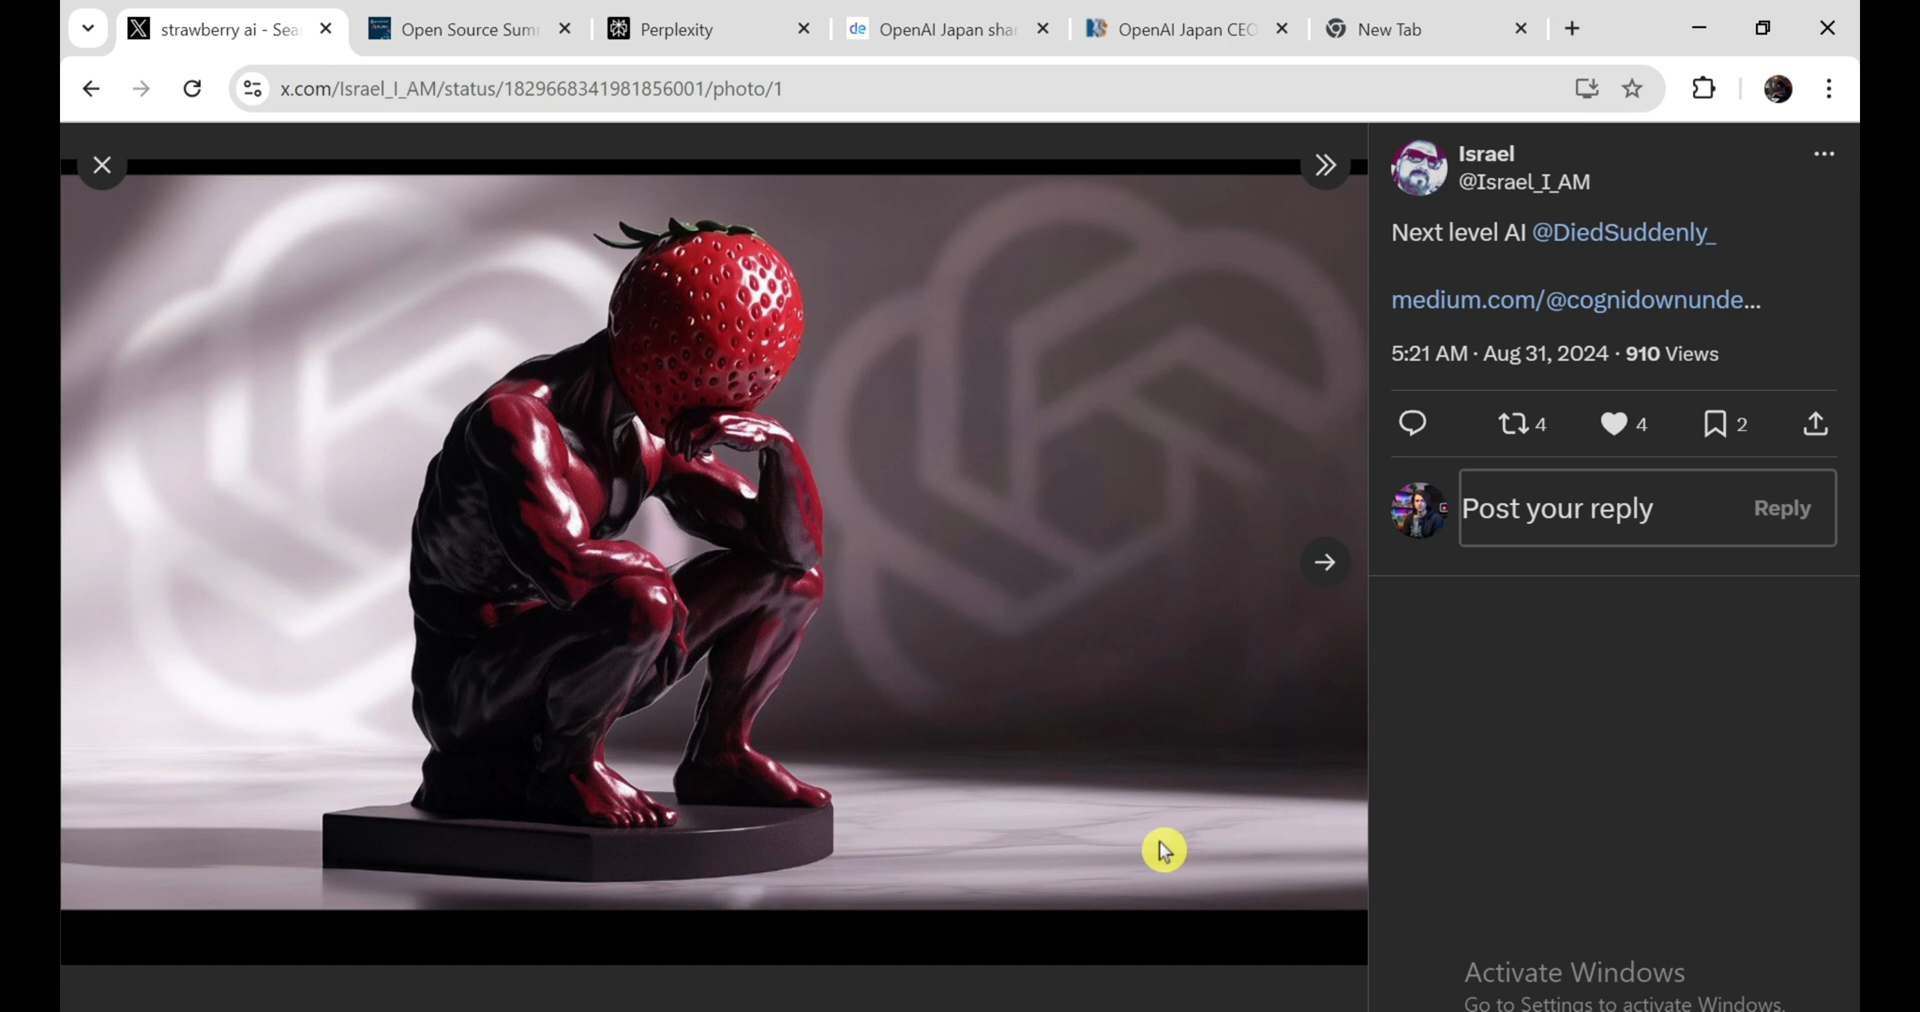 strawberry ai - Sea
Open Source Sum
Perplexity
OpenAI Japan shar
OpenAI Japan CEO
New Tab
x.com/Israel_I_AM/status/1829668341981856001/photo/1
Israel
@Israel_I_AM
Next level AI @DiedSuddenly_
medium.com/@cognidownunde...
5:21 AM · Aug 31, 2024 · 910 Views
4 4 2
Post your reply Reply
Activate Windows
Go to Settings to activate Windows.